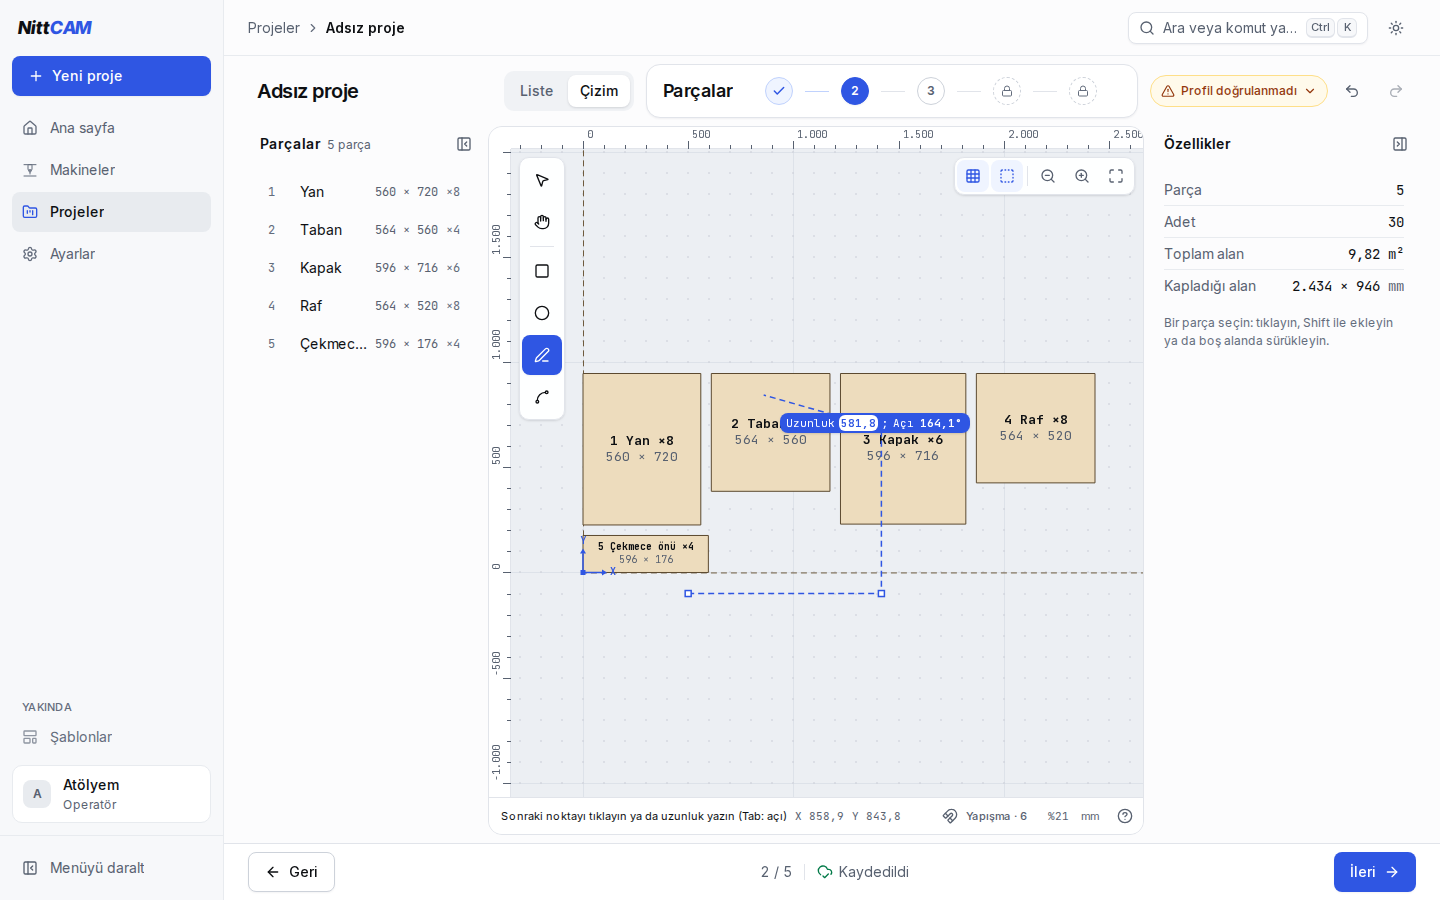 NittCAM
Yeni proje
Ana sayfa
Makineler
Projeler
Ayarlar
YAKINDA
Şablonlar
A
Atölyem
Operatör
Menüyü daralt
Projeler > Adsız proje
Ara veya komut ya... Ctrl K
Adsız proje
Liste Çizim
Parçalar 2 3
Profil doğrulanmadı
Parçalar 5 parça
1 Yan 560 × 720 ×8
2 Taban 564 × 560 ×4
3 Kapak 596 × 716 ×6
4 Raf 564 × 520 ×8
5 Çekmec... 596 × 176 ×4
0 500 1.000 1.500 2.000 2.500
1.500
1.000
500
0
-500
-1.000
1 Yan ×8
560 × 720
2 Taba
564 × 560
Uzunluk 581,8 ; Açı 164,1°
3 Kapak ×6
596 × 716
4 Raf ×8
564 × 520
5 Çekmece önü ×4
596 × 176
Y
X
Sonraki noktayı tıklayın ya da uzunluk yazın (Tab: açı) X 858,9 Y 843,8
Yapışma · 6 %21 mm
Özellikler
Parça 5
Adet 30
Toplam alan 9,82 m²
Kapladığı alan 2.434 × 946 mm
Bir parça seçin: tıklayın, Shift ile ekleyin
ya da boş alanda sürükleyin.
Geri
2 / 5
Kaydedildi
İleri